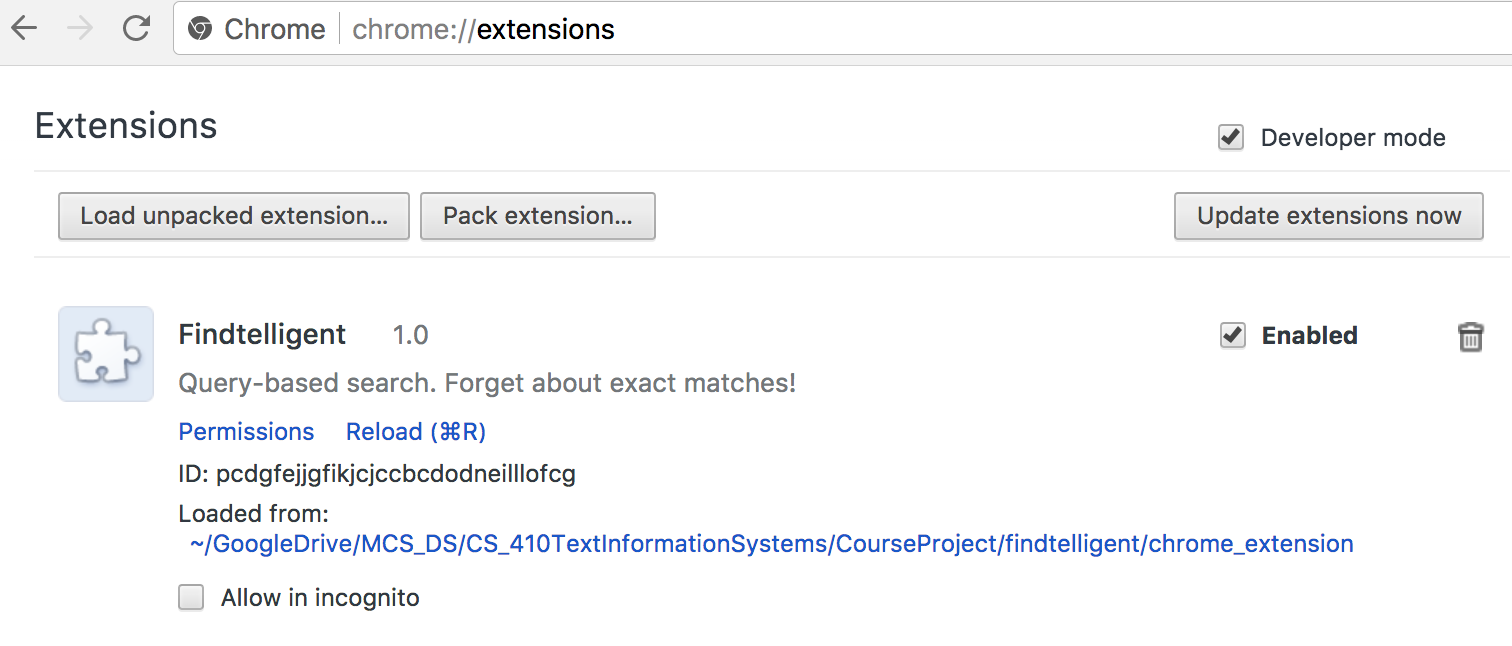 Chrome chrome://extensions
Extensions
Developer mode
Load unpacked extension... Pack extension... Update extensions now
Findtelligent 1.0 Enabled
Query-based search. Forget about exact matches!
Permissions Reload (⌘R)
ID: pcdgfejjgfikjcjccbcdodneilllofcg
Loaded from:
~/GoogleDrive/MCS_DS/CS_410TextInformationSystems/CourseProject/findtelligent/chrome_extension
Allow in incognito